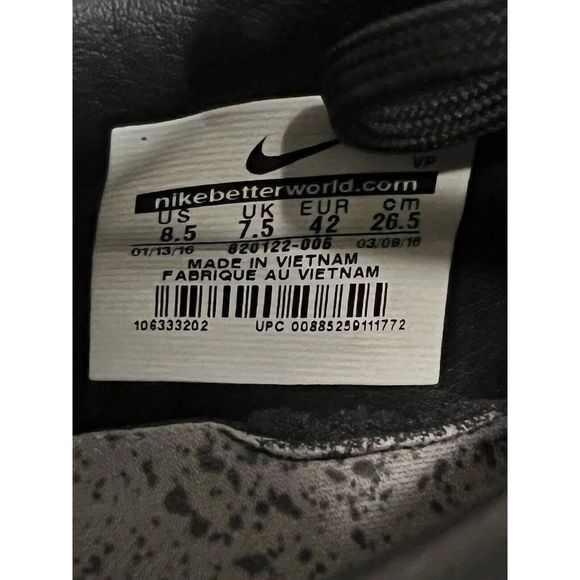 VP
nikebetterworld.com
US UK EUR cm
8.5 7.5 42 26.5
01/13/16 820122-006 03/08/16
MADE IN VIETNAM
FABRIQUE AU VIETNAM
106333202 UPC 00885259111772